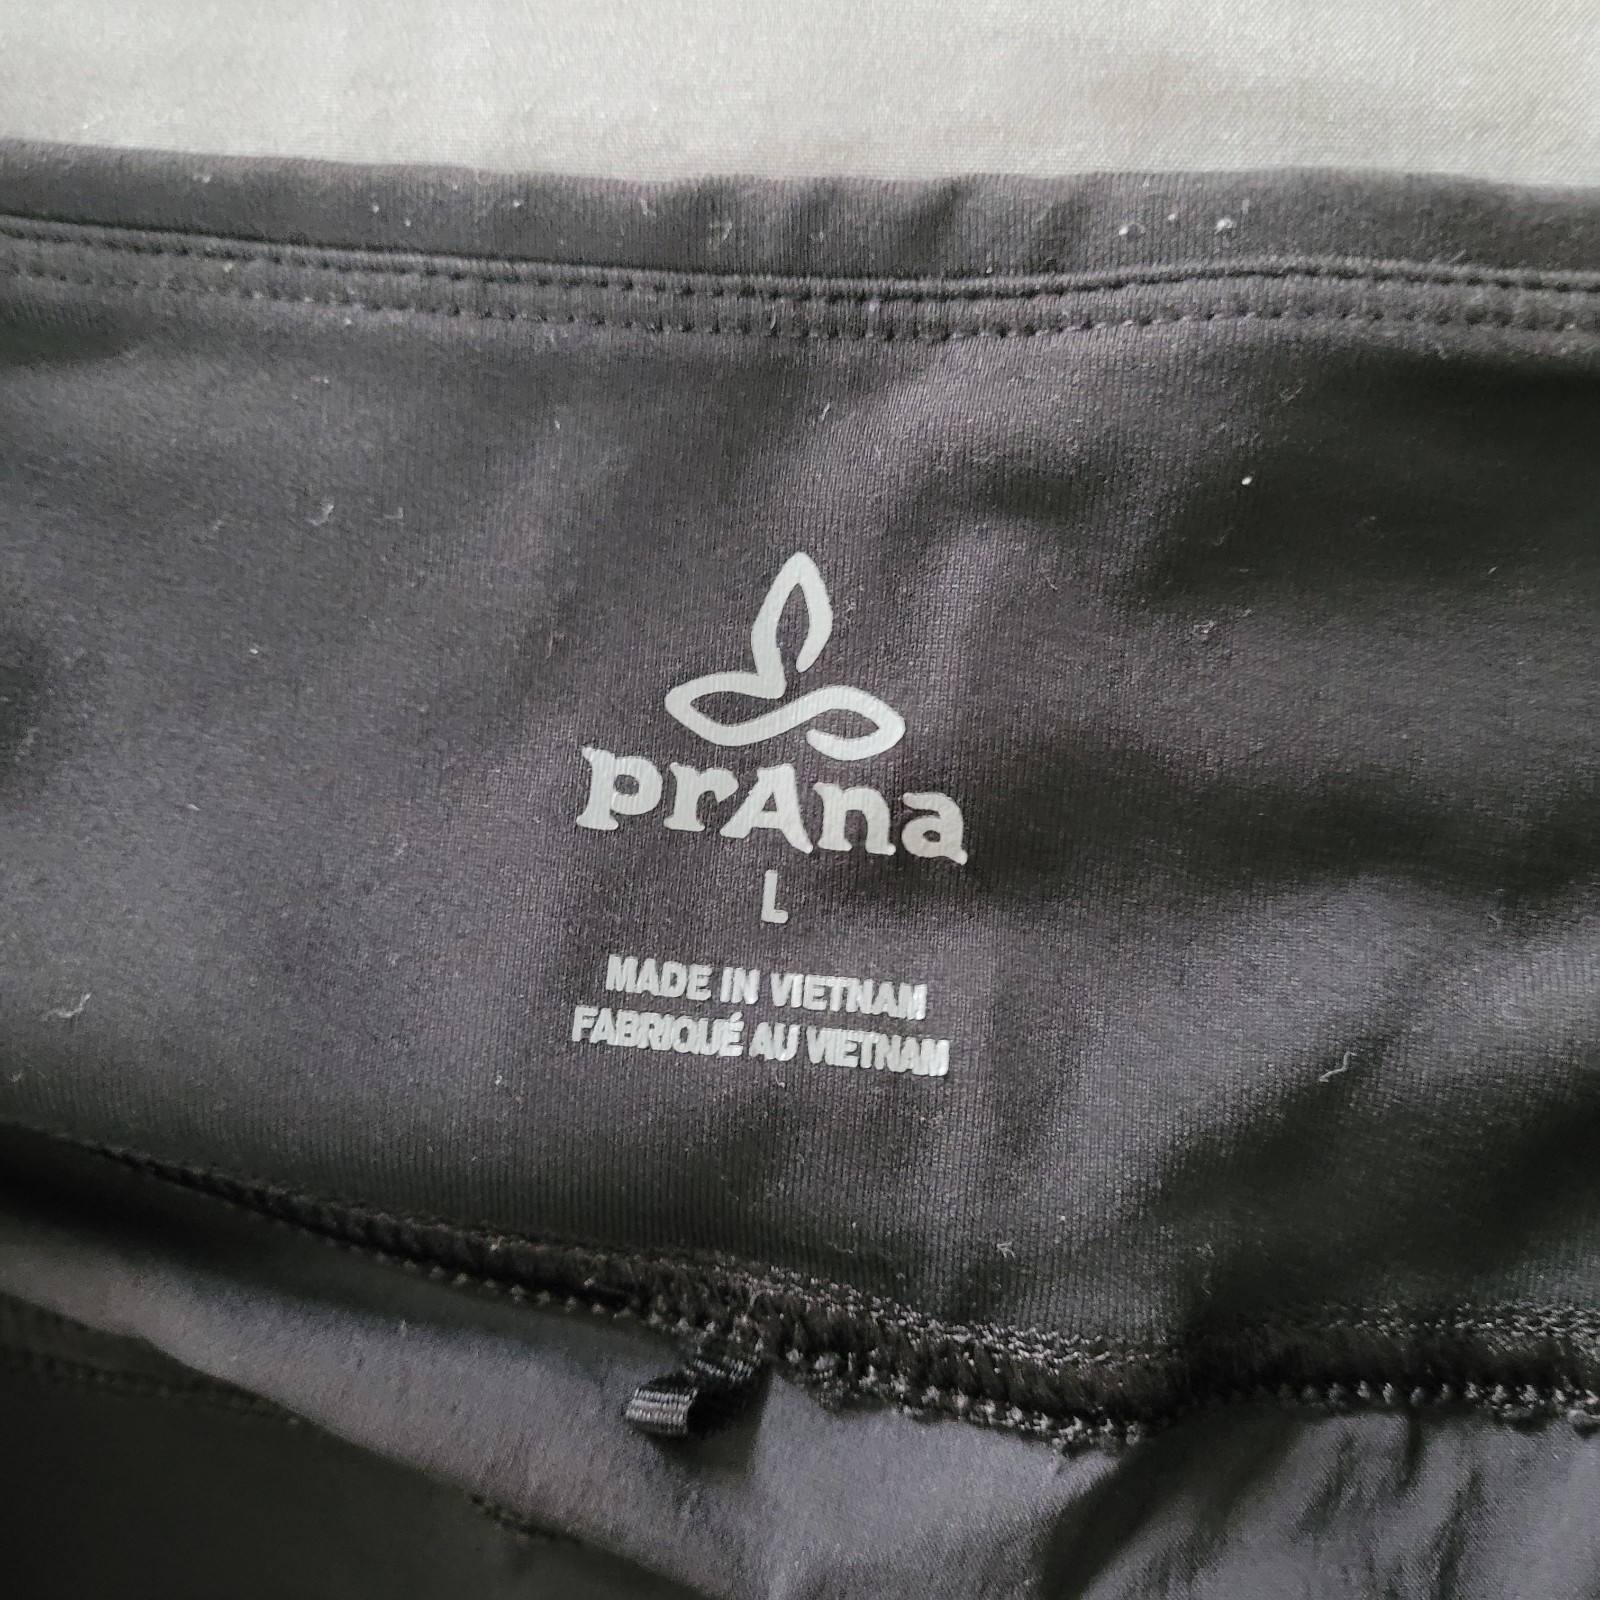 prAna
L
MADE IN VIETNAM
FABRIQUÉ AU VIETNAM